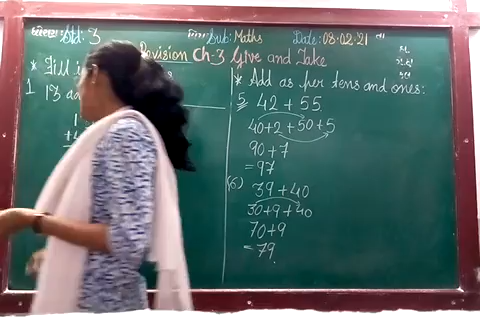 Std: 3 Sub: Maths Date: 08.02.21
Revision Ch-3 Give and Take
* Fill i
1 13 a
1
+4
* Add as per tens and ones:
5 42 + 55
40+2 + 50+5
90 + 7
= 97
(6) 39 + 40
30+9 + 40
70 + 9
= 79